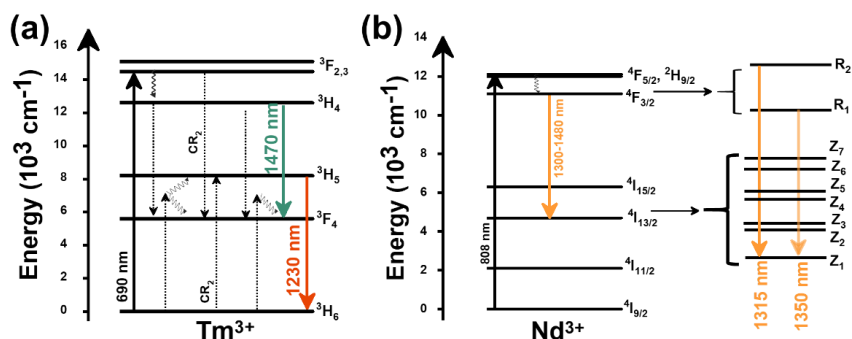 (a)
Energy (10³ cm⁻¹)
16
14
12
10
8
6
4
2
0
³F₂,₃
³H₄
³H₅
³F₄
³H₆
690 nm
CR₂
CR₂
1470 nm
1230 nm
Tm³⁺
(b)
Energy (10³ cm⁻¹)
14
12
10
8
6
4
2
0
⁴F₅/₂, ²H₉/₂
⁴F₃/₂
⁴I₁₅/₂
⁴I₁₃/₂
⁴I₁₁/₂
⁴I₉/₂
808 nm
1300-1480 nm
Nd³⁺
R₂
R₁
Z₇
Z₆
Z₅
Z₄
Z₃
Z₂
Z₁
1315 nm
1350 nm